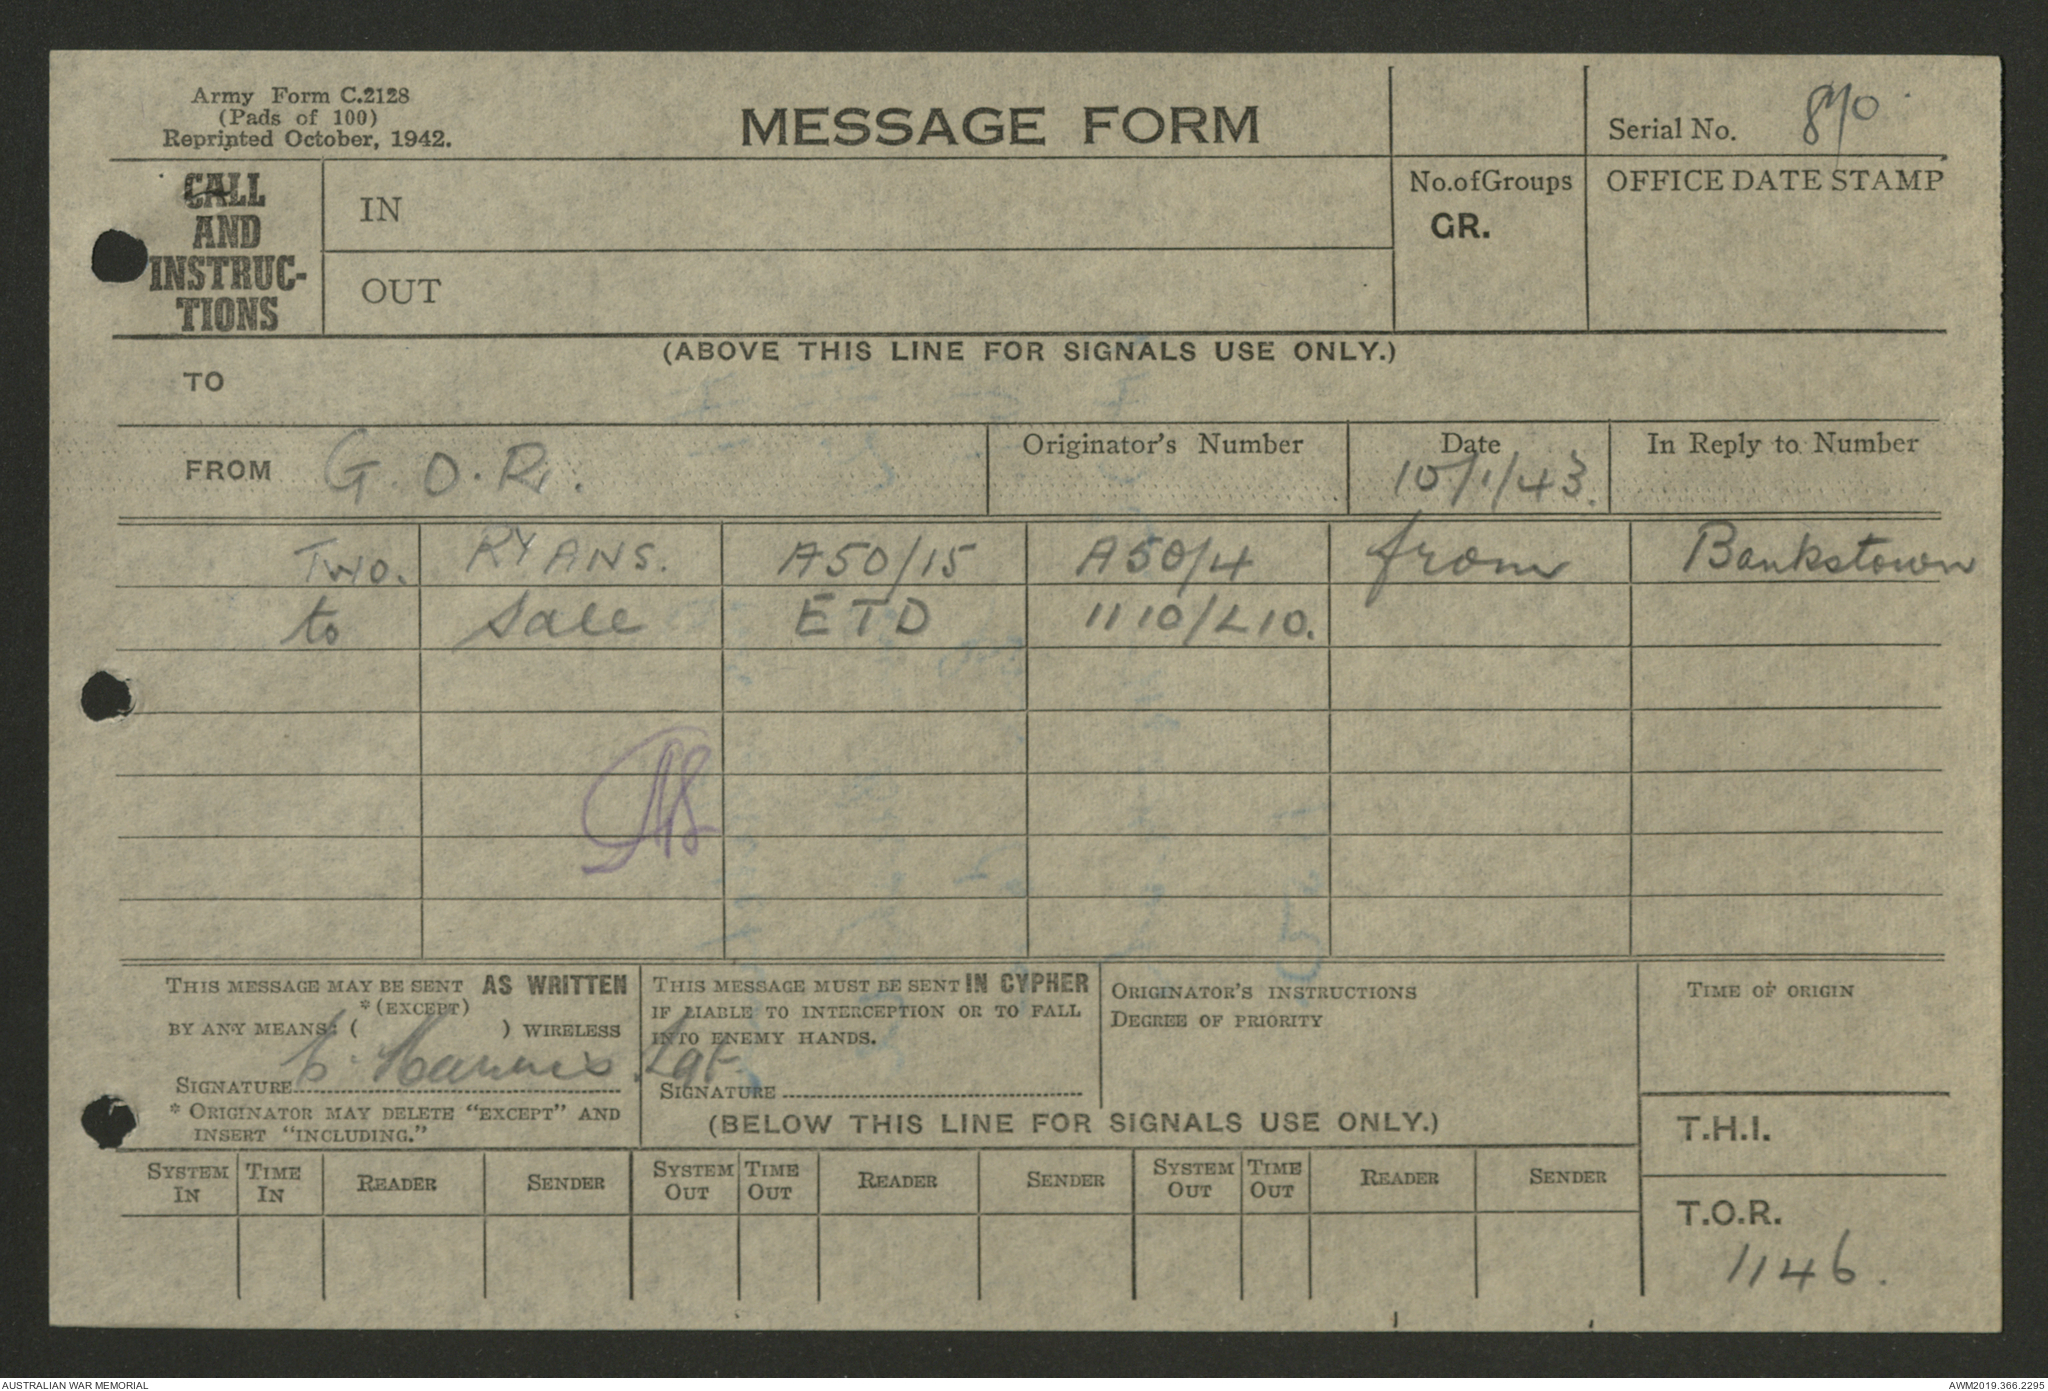 Army Form C.2128
(Pads of 100)
Reprinted October, 1942.
MESSAGE FORM
Serial No. 870
CALL AND INSTRUC-TIONS
IN
OUT
No. of Groups
GR.
OFFICE DATE STAMP
(ABOVE THIS LINE FOR SIGNALS USE ONLY.)
TO
FROM G.O.R.
Originator's Number
Date 10/1/43.
In Reply to Number
Two. RYANS. A50/15 A50/4 from Bankstown
to Sale ETD 1110/L10.
THIS MESSAGE MAY BE SENT AS WRITTEN
*(EXCEPT)
BY ANY MEANS ( ) WIRELESS
SIGNATURE
* ORIGINATOR MAY DELETE "EXCEPT" AND
INSERT "INCLUDING."
THIS MESSAGE MUST BE SENT IN CYPHER
IF LIABLE TO INTERCEPTION OR TO FALL
INTO ENEMY HANDS.
Sgt.
SIGNATURE
ORIGINATOR'S INSTRUCTIONS
DEGREE OF PRIORITY
TIME OF ORIGIN
(BELOW THIS LINE FOR SIGNALS USE ONLY.)
T.H.I.
SYSTEM IN TIME IN READER SENDER SYSTEM OUT TIME OUT READER SENDER SYSTEM OUT TIME OUT READER SENDER
T.O.R.
1146.
AUSTRALIAN WAR MEMORIAL
AWM2019.366.2295